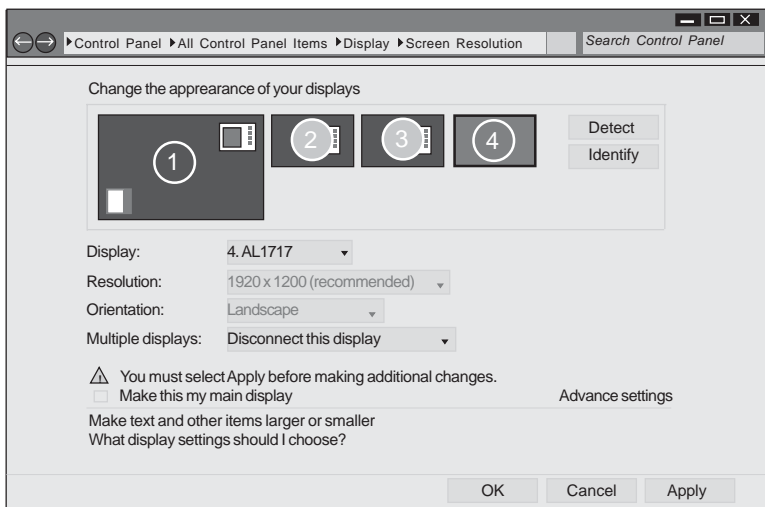 Control Panel All Control Panel Items Display Screen Resolution Search Control Panel
Change the apprearance of your displays
1 2 3 4
Detect
Identify
Display: 4. AL1717
Resolution: 1920 x 1200 (recommended)
Orientation: Landscape
Multiple displays: Disconnect this display
You must select Apply before making additional changes.
Make this my main display Advance settings
Make text and other items larger or smaller
What display settings should I choose?
OK Cancel Apply